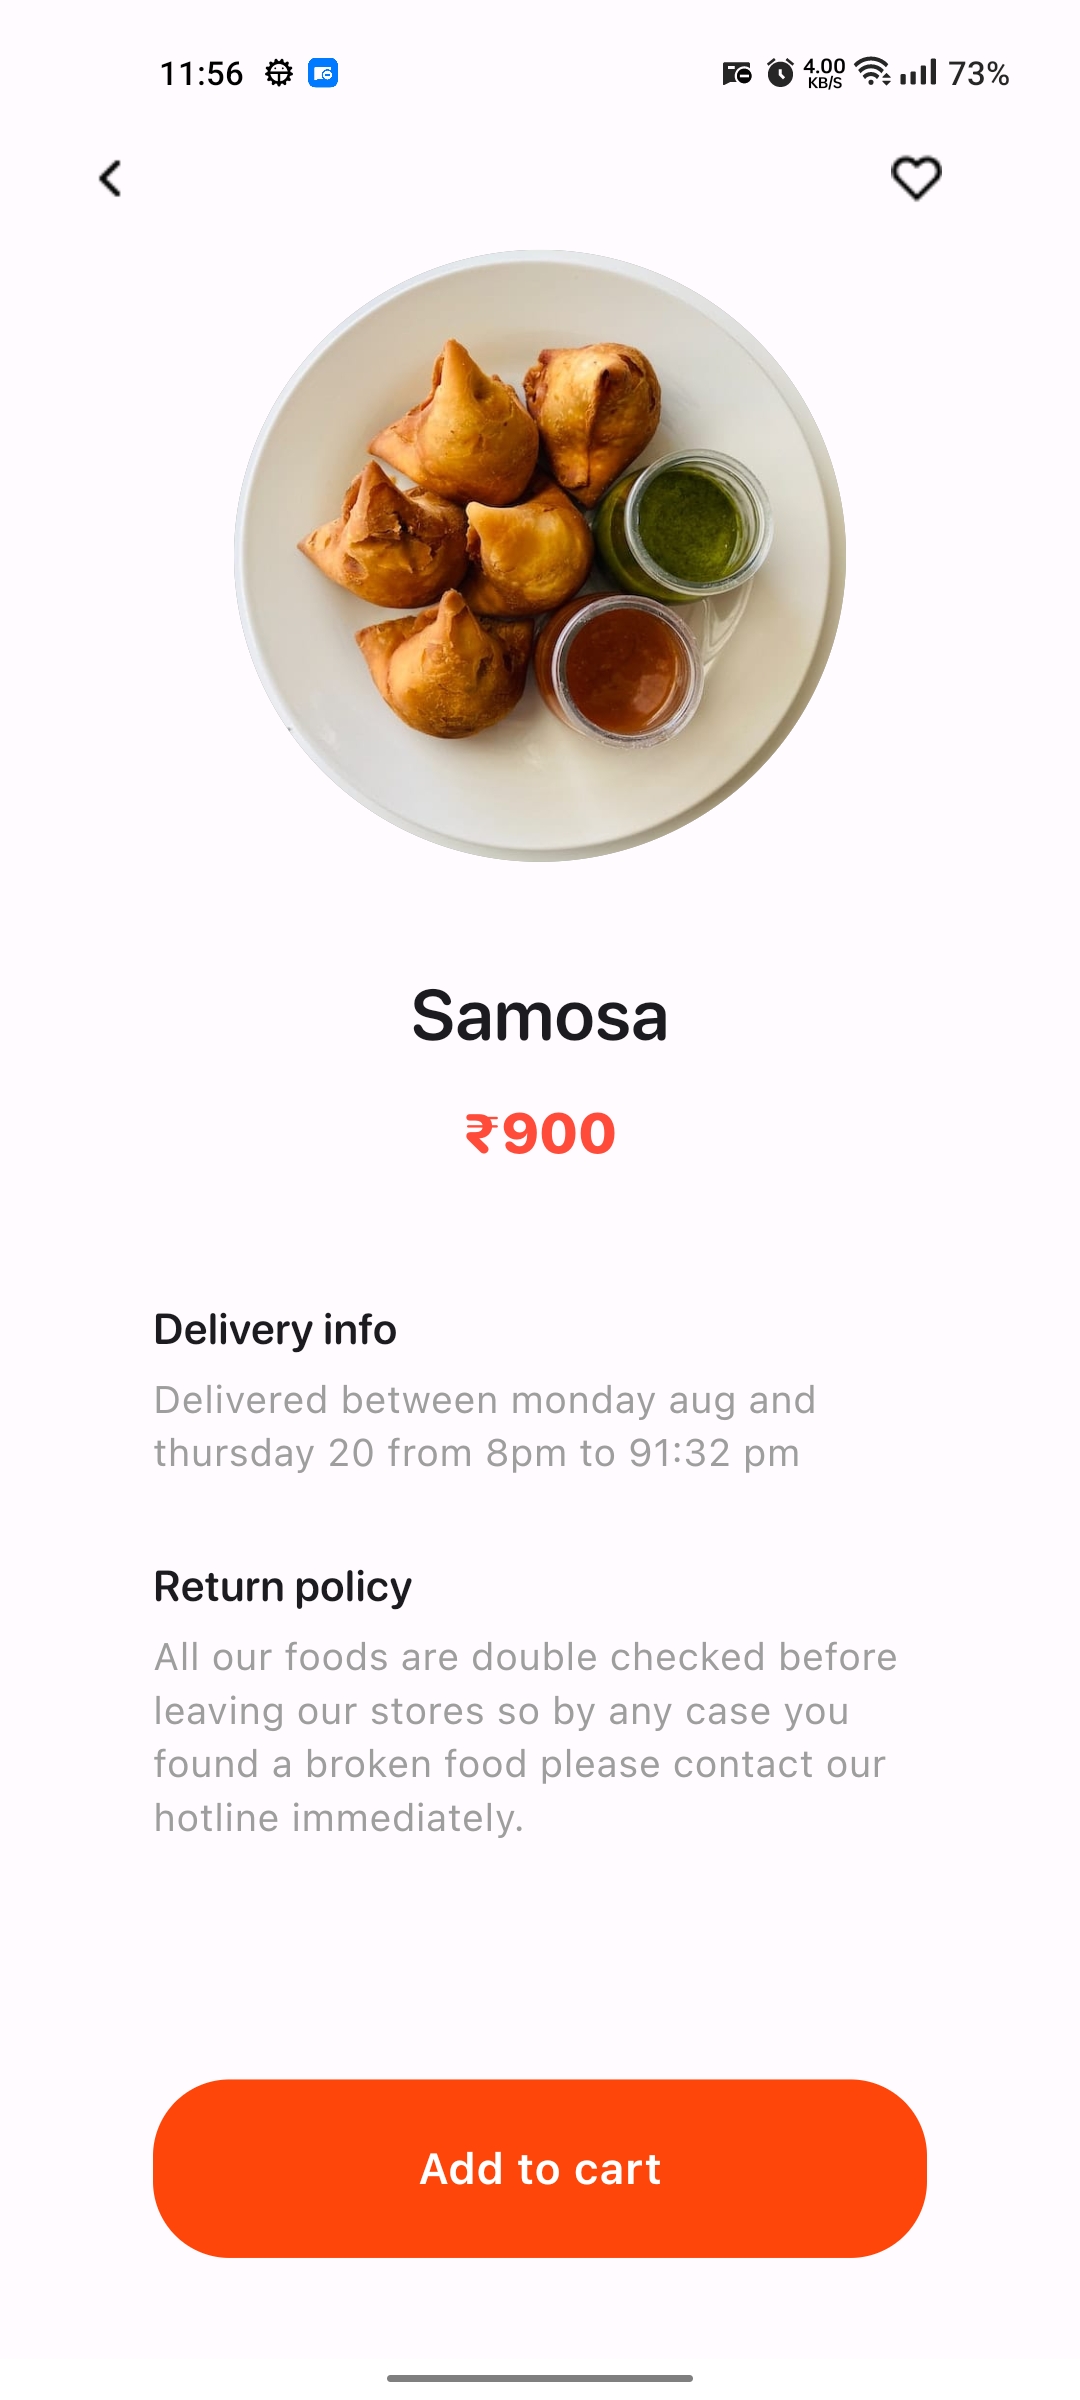 11:56
4.00
KB/S
73%
Samosa
₹900
Delivery info
Delivered between monday aug and
thursday 20 from 8pm to 91:32 pm
Return policy
All our foods are double checked before
leaving our stores so by any case you
found a broken food please contact our
hotline immediately.
Add to cart